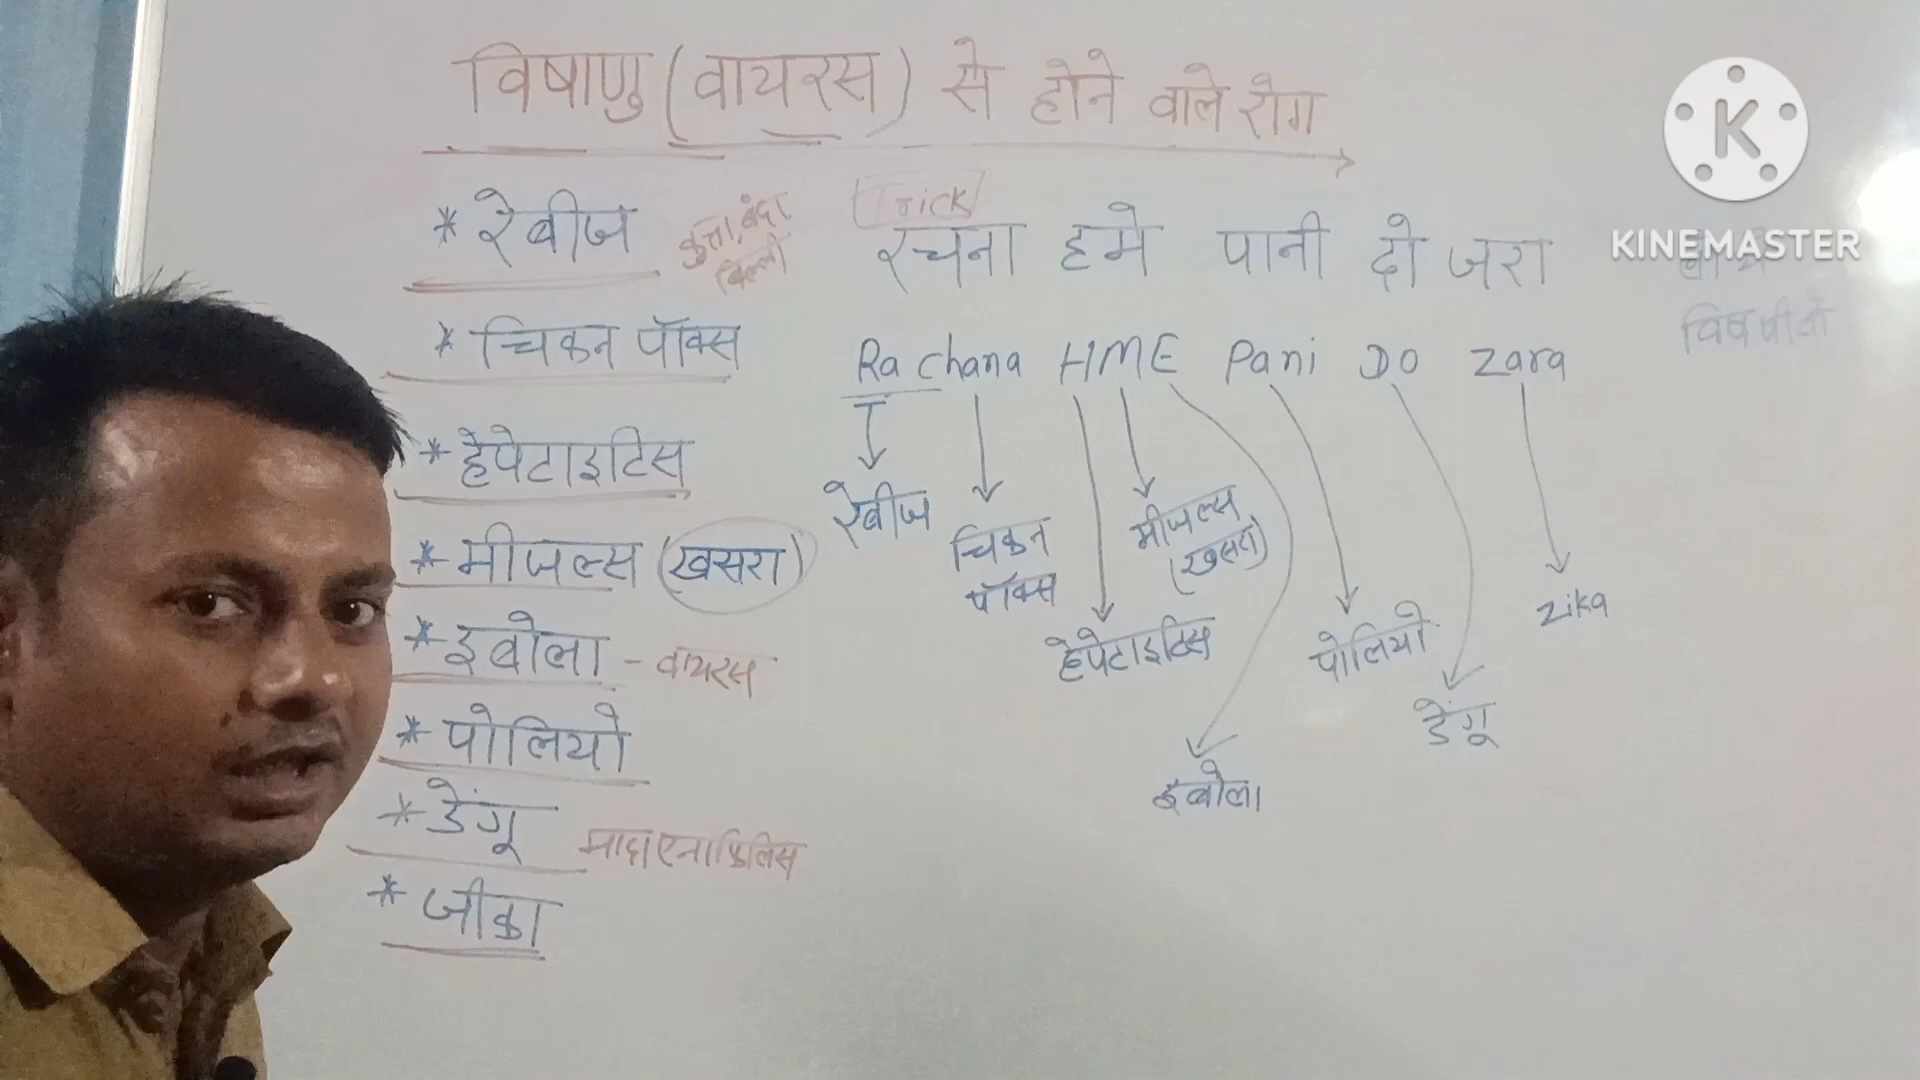 विषाणु (वायरस) से होने वाले रोग
* रेबीज
कुत्ता, बंदर
बिल्ली
* चिकन पॉक्स
* हेपेटाइटिस
* मीजल्स (खसरा)
* इबोला - वायरस
* पोलियो
* डेंगू मादा एनाफिलिस
* जीका
Trick
रचना हमे पानी दो जरा
Ra chana HME Pani DO Zara
रेबीज
चिकन
पॉक्स
हेपेटाइटिस
मीजल्स
(खसरा)
इबोला
पोलियो
डेंगू
Zika
K
KINEMASTER